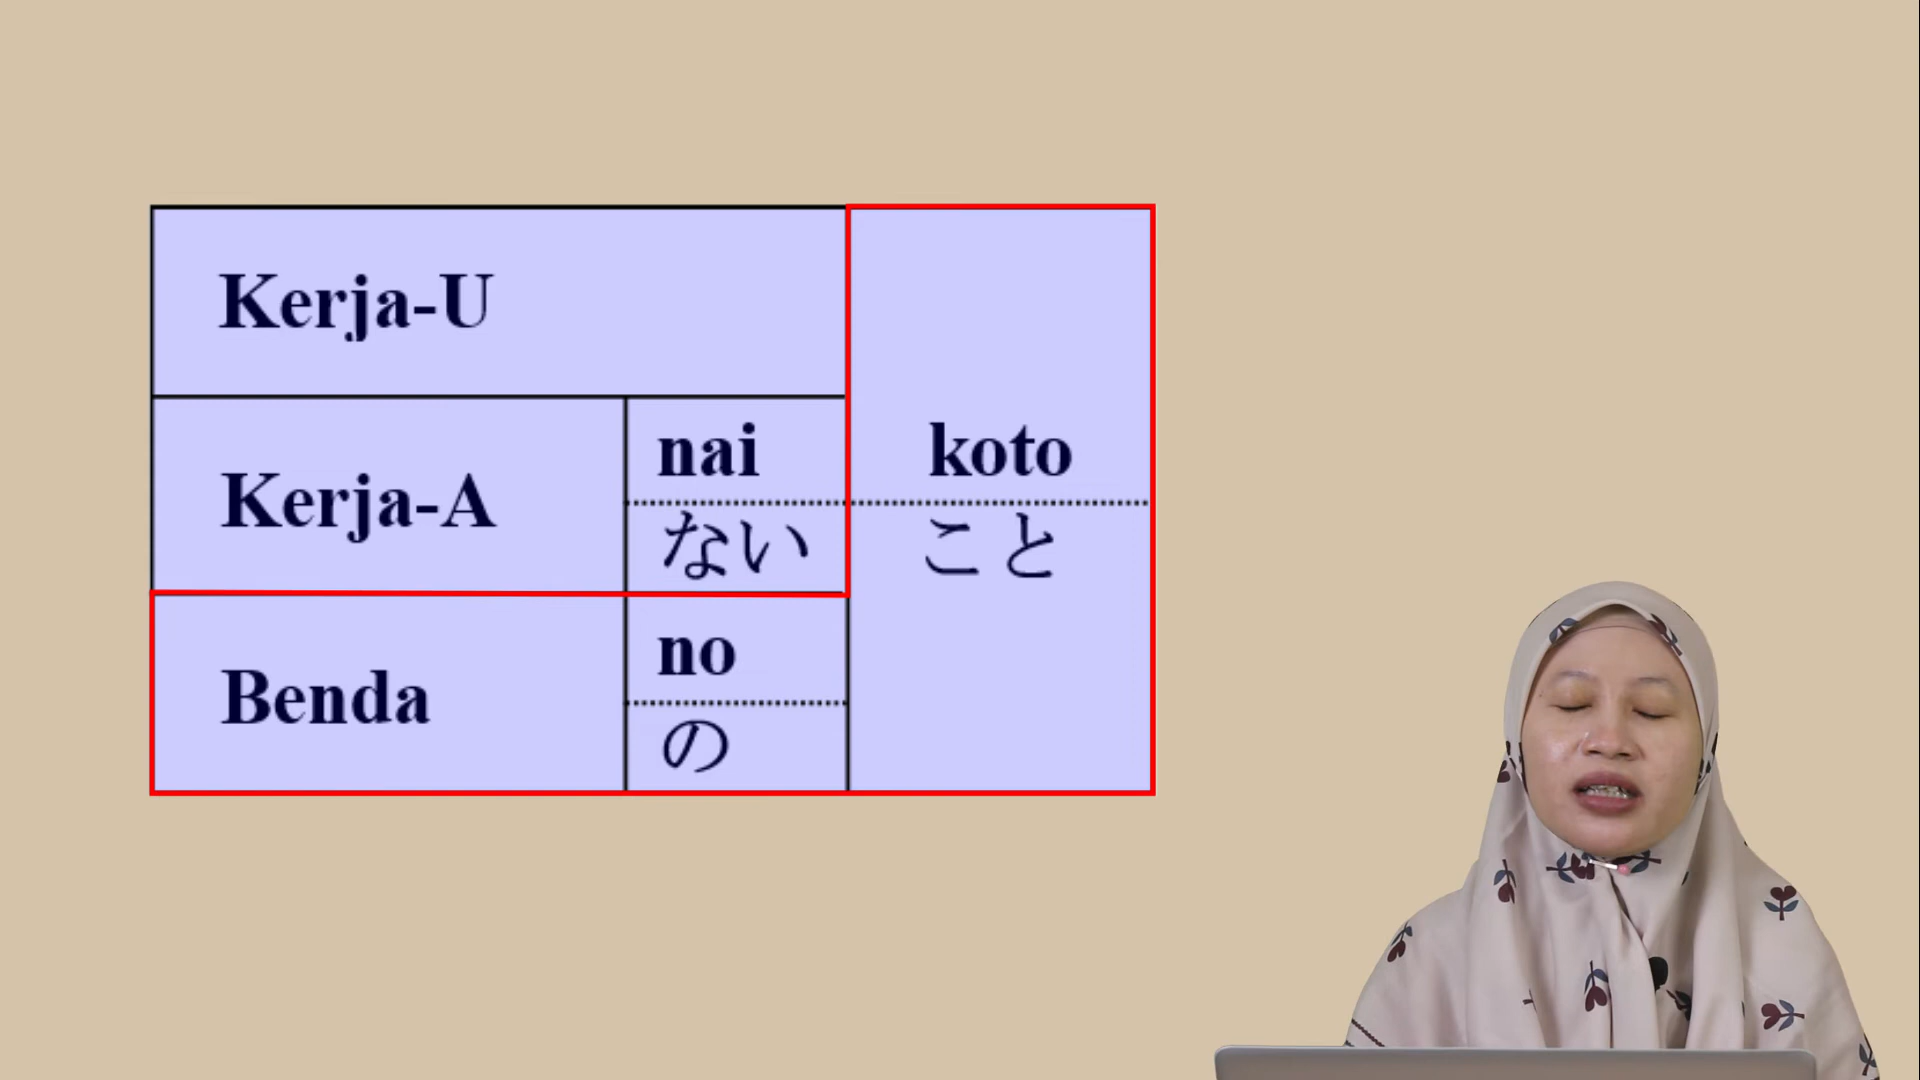 Kerja-U
Kerja-A
nai
ない
koto
こと
Benda
no
の